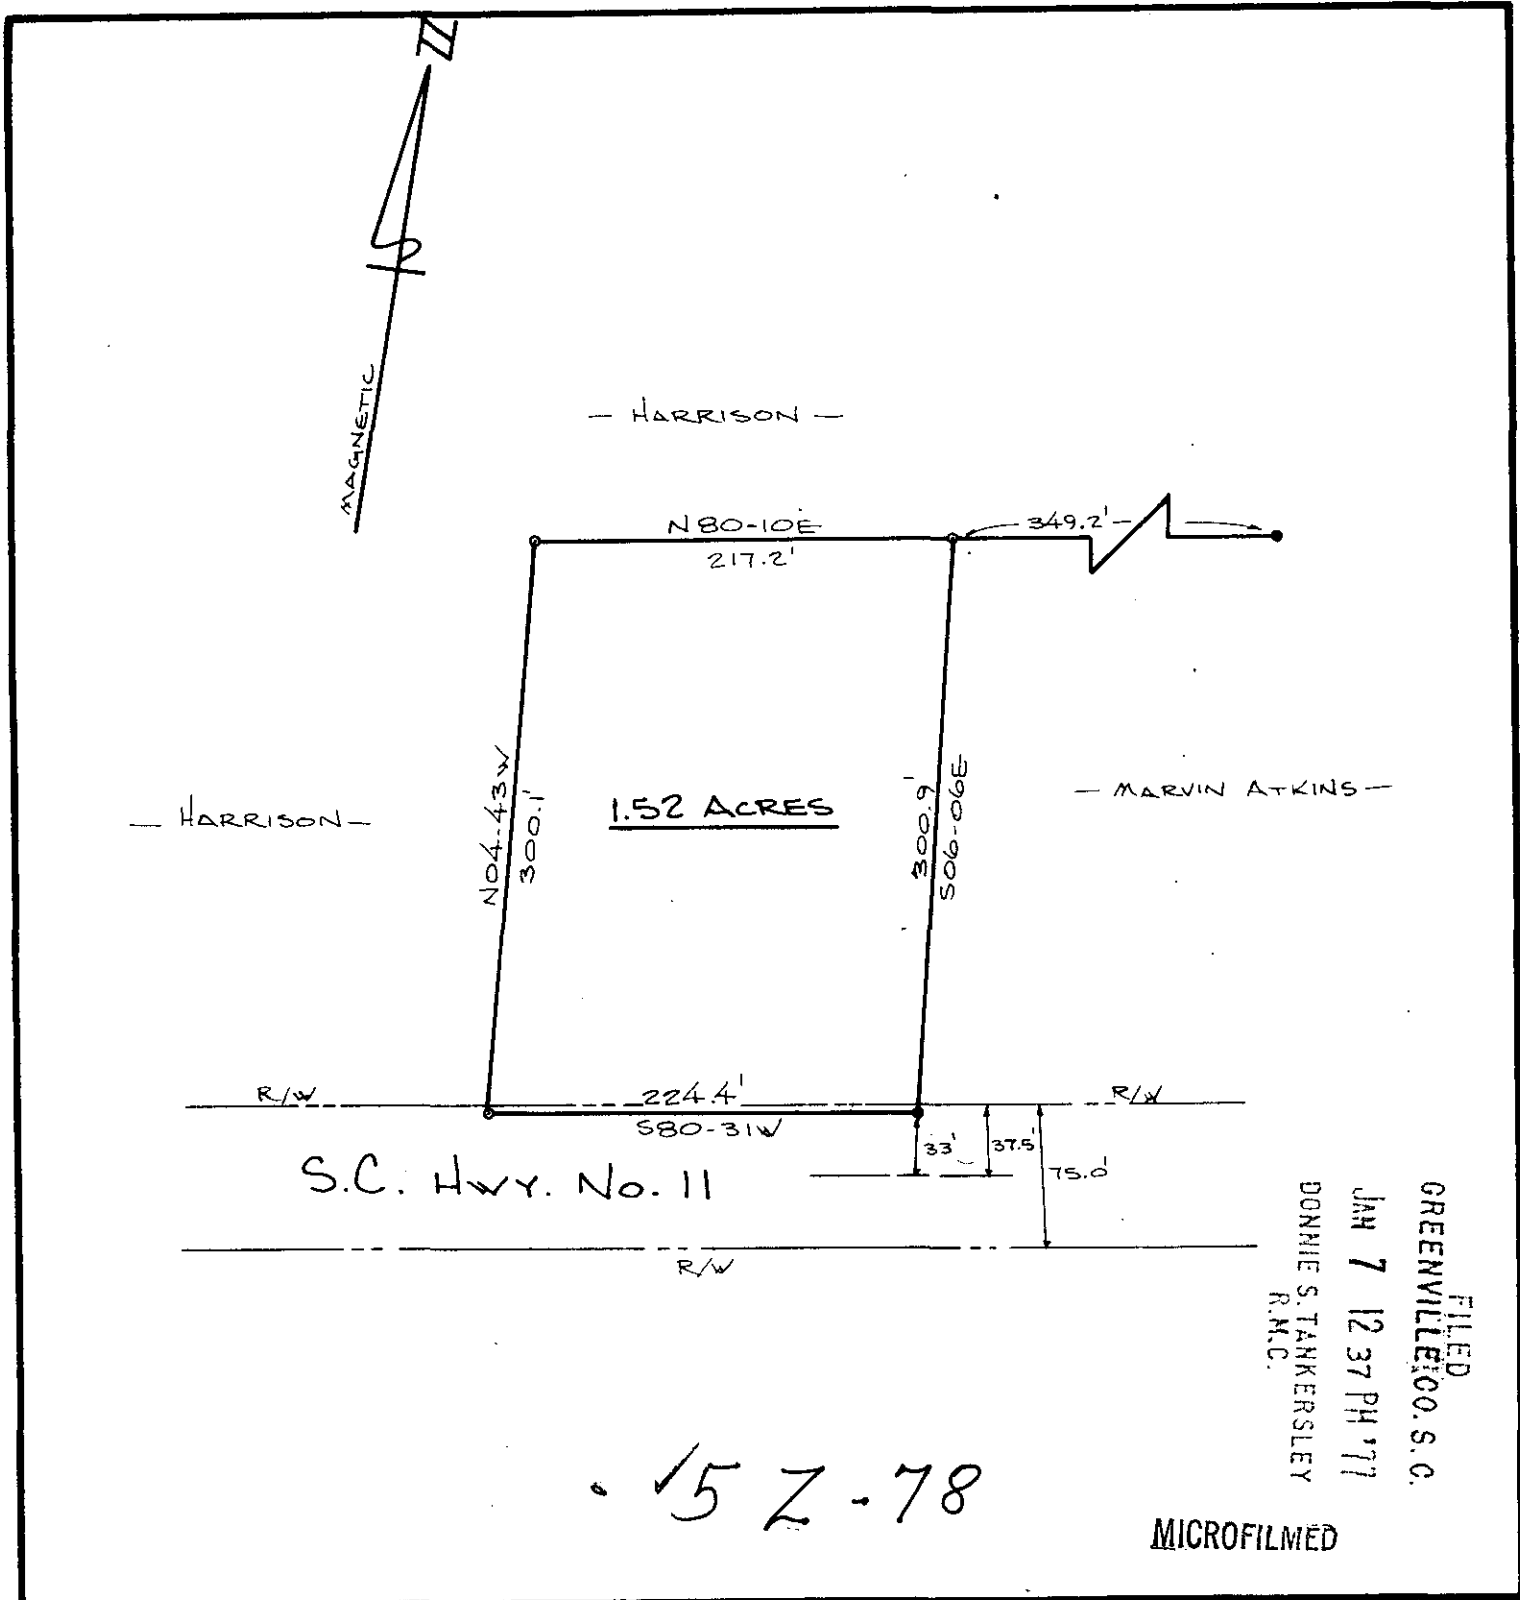 N
MAGNETIC
— HARRISON —
N80-10E
217.2'
349.2'
N04-43W
300.1'
1.52 ACRES
300.9'
S06-06E
— MARVIN ATKINS —
— HARRISON —
R/W
224.4'
R/W
S80-31W
33'
37.5'
75.0'
S.C. HWY. No. 11
R/W
FILED
GREENVILLE CO. S. C.
JAN 7 12 37 PM '77
DONNIE S. TANKERSLEY
R.M.C.
5 Z - 78
MICROFILMED